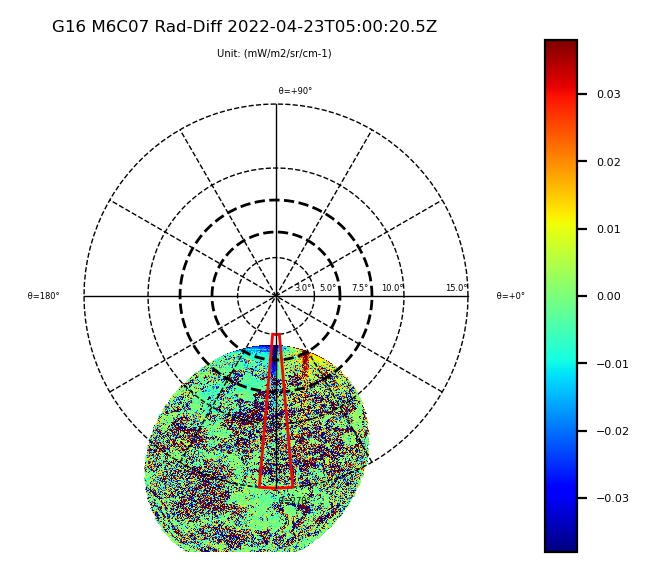 G16 M6C07 Rad-Diff 2022-04-23T05:00:20.5Z
Unit: (mW/m2/sr/cm-1)
θ=+90°
3.0° 5.0° 7.5° 10.0° 15.0°
θ=180° θ=+0°
0.03
0.02
0.01
0.00
−0.01
−0.02
−0.03